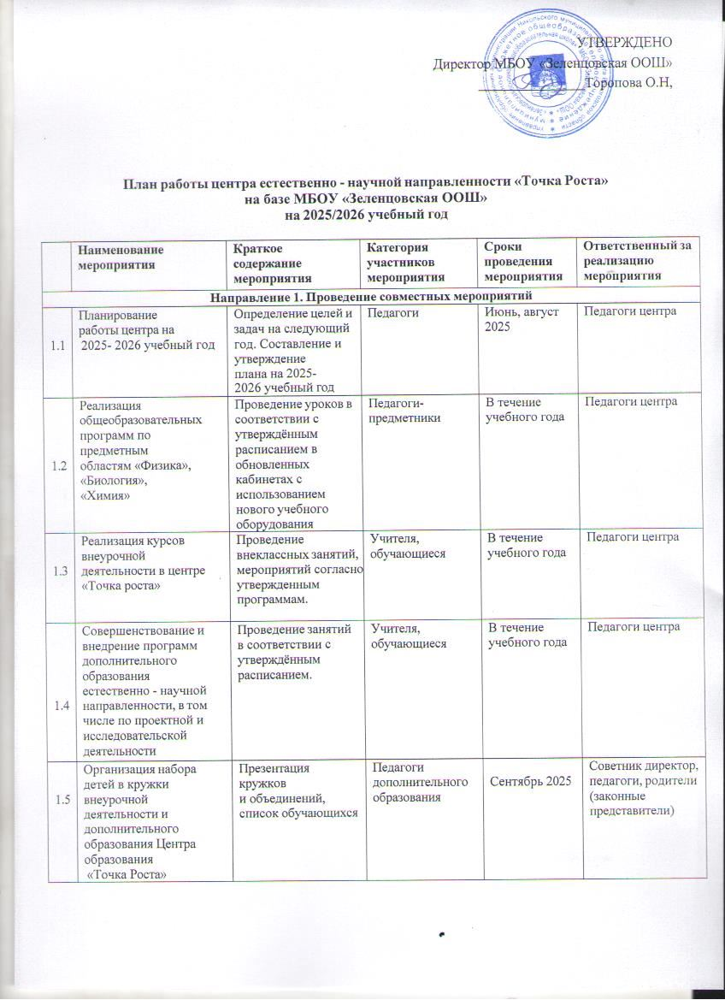 УТВЕРЖДЕНО
Директор МБОУ «Зеленцовская ООШ»
Торопова О.Н,
План работы центра естественно - научной направленности «Точка Роста»
на базе МБОУ «Зеленцовская ООШ»
на 2025/2026 учебный год
Наименование
мероприятия
Краткое
содержание
мероприятия
Категория
участников
мероприятия
Сроки
проведения
мероприятия
Ответственный за
реализацию
мероприятия
Направление 1. Проведение совместных мероприятий
1.1
Планирование
работы центра на
2025- 2026 учебный год
Определение целей и
задач на следующий
год. Составление и
утверждение
плана на 2025-
2026 учебный год
Педагоги
Июнь, август
2025
Педагоги центра
1.2
Реализация
общеобразовательных
программ по
предметным
областям «Физика»,
«Биология»,
«Химия»
Проведение уроков в
соответствии с
утверждённым
расписанием в
обновленных
кабинетах с
использованием
нового учебного
оборудования
Педагоги-
предметники
В течение
учебного года
Педагоги центра
1.3
Реализация курсов
внеурочной
деятельности в центре
«Точка роста»
Проведение
внеклассных занятий,
мероприятий согласно
утвержденным
программам.
Учителя,
обучающиеся
В течение
учебного года
Педагоги центра
1.4
Совершенствование и
внедрение программ
дополнительного
образования
естественно - научной
направленности, в том
числе по проектной и
исследовательской
деятельности
Проведение занятий
в соответствии с
утверждённым
расписанием.
Учителя,
обучающиеся
В течение
учебного года
Педагоги центра
1.5
Организация набора
детей в кружки
внеурочной
деятельности и
дополнительного
образования Центра
образования
«Точка Роста»
Презентация
кружков
и объединений,
список обучающихся
Педагоги
дополнительного
образования
Сентябрь 2025
Советник директор,
педагоги, родители
(законные
представители)